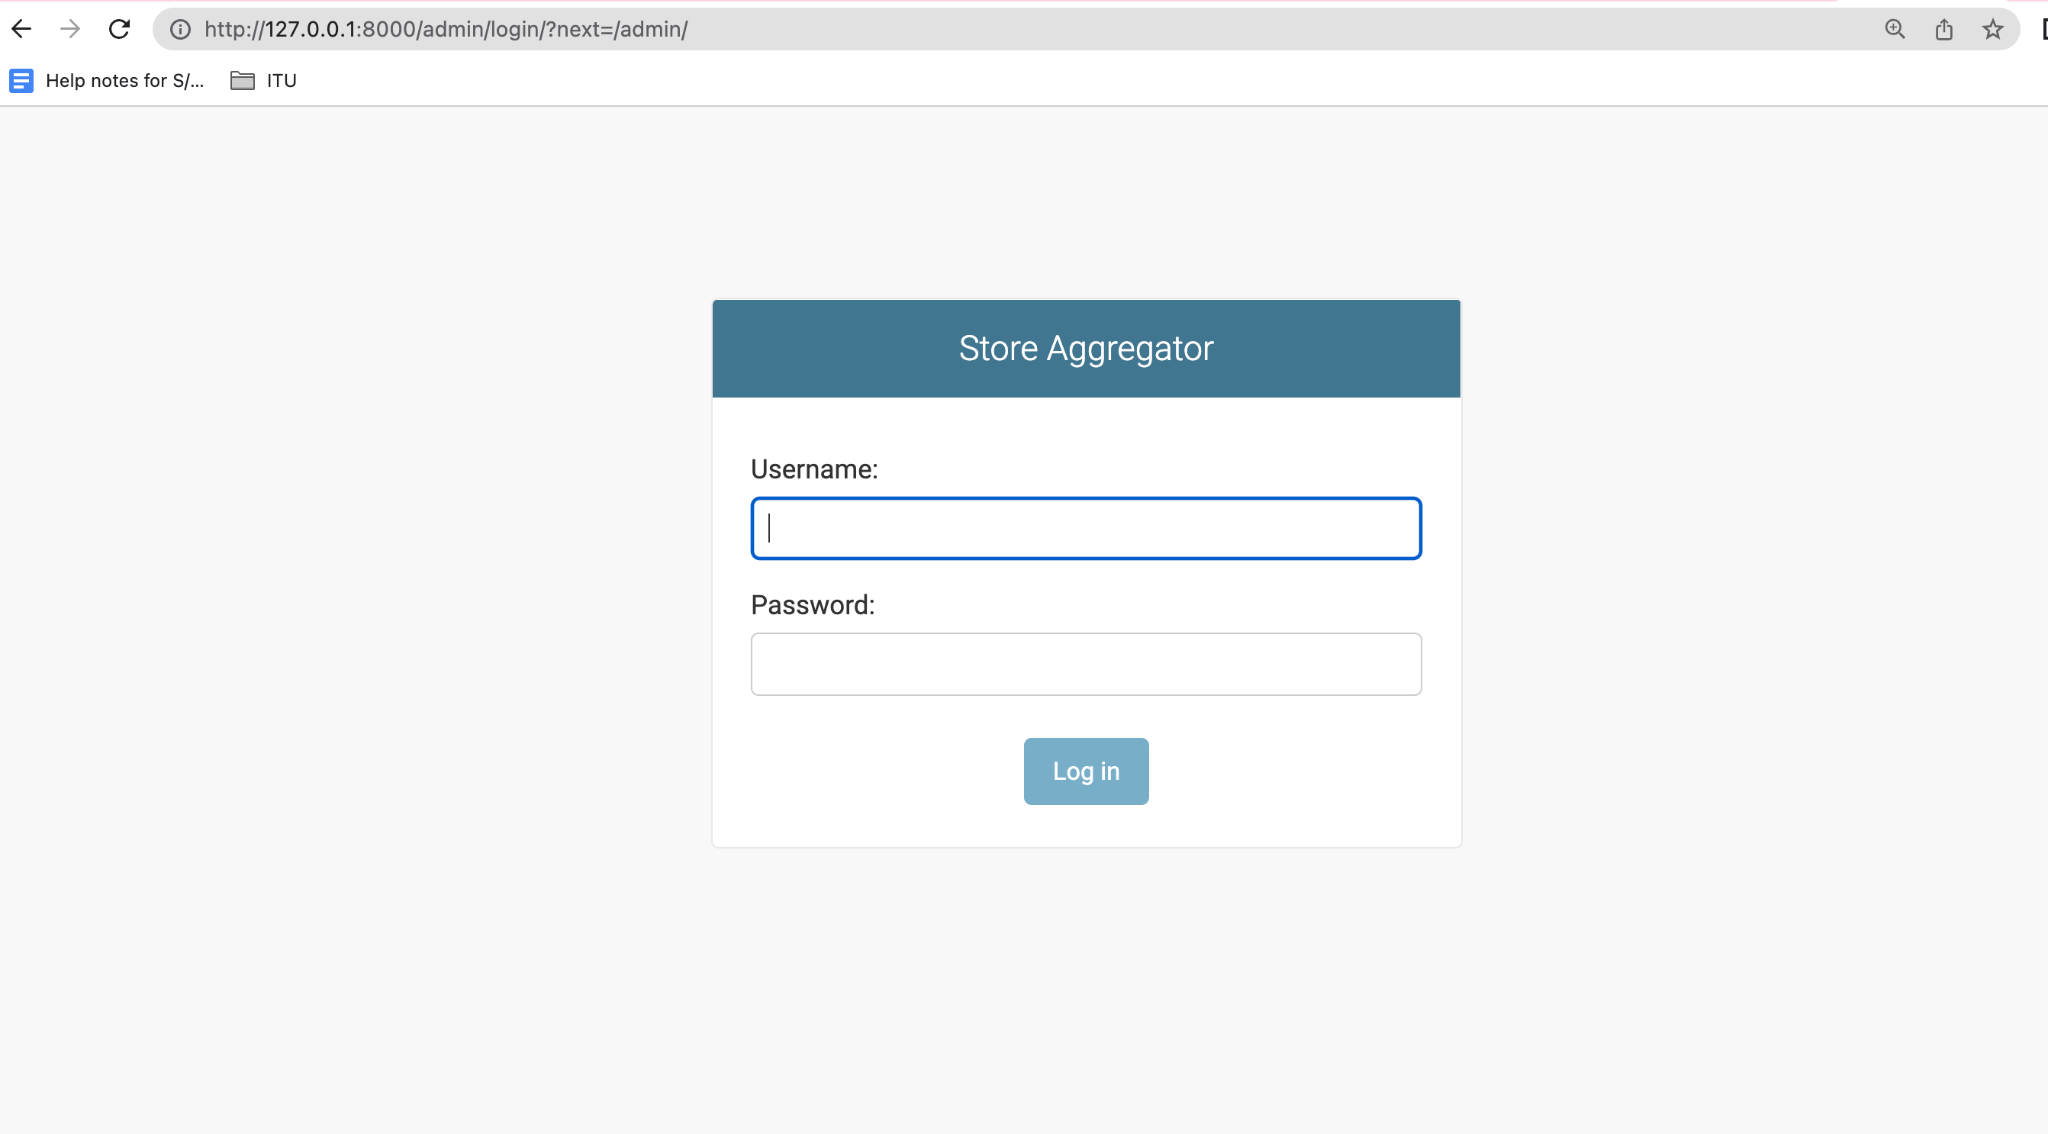 http://127.0.0.1:8000/admin/login/?next=/admin/
Help notes for S/... ITU
Store Aggregator
Username:
Password:
Log in